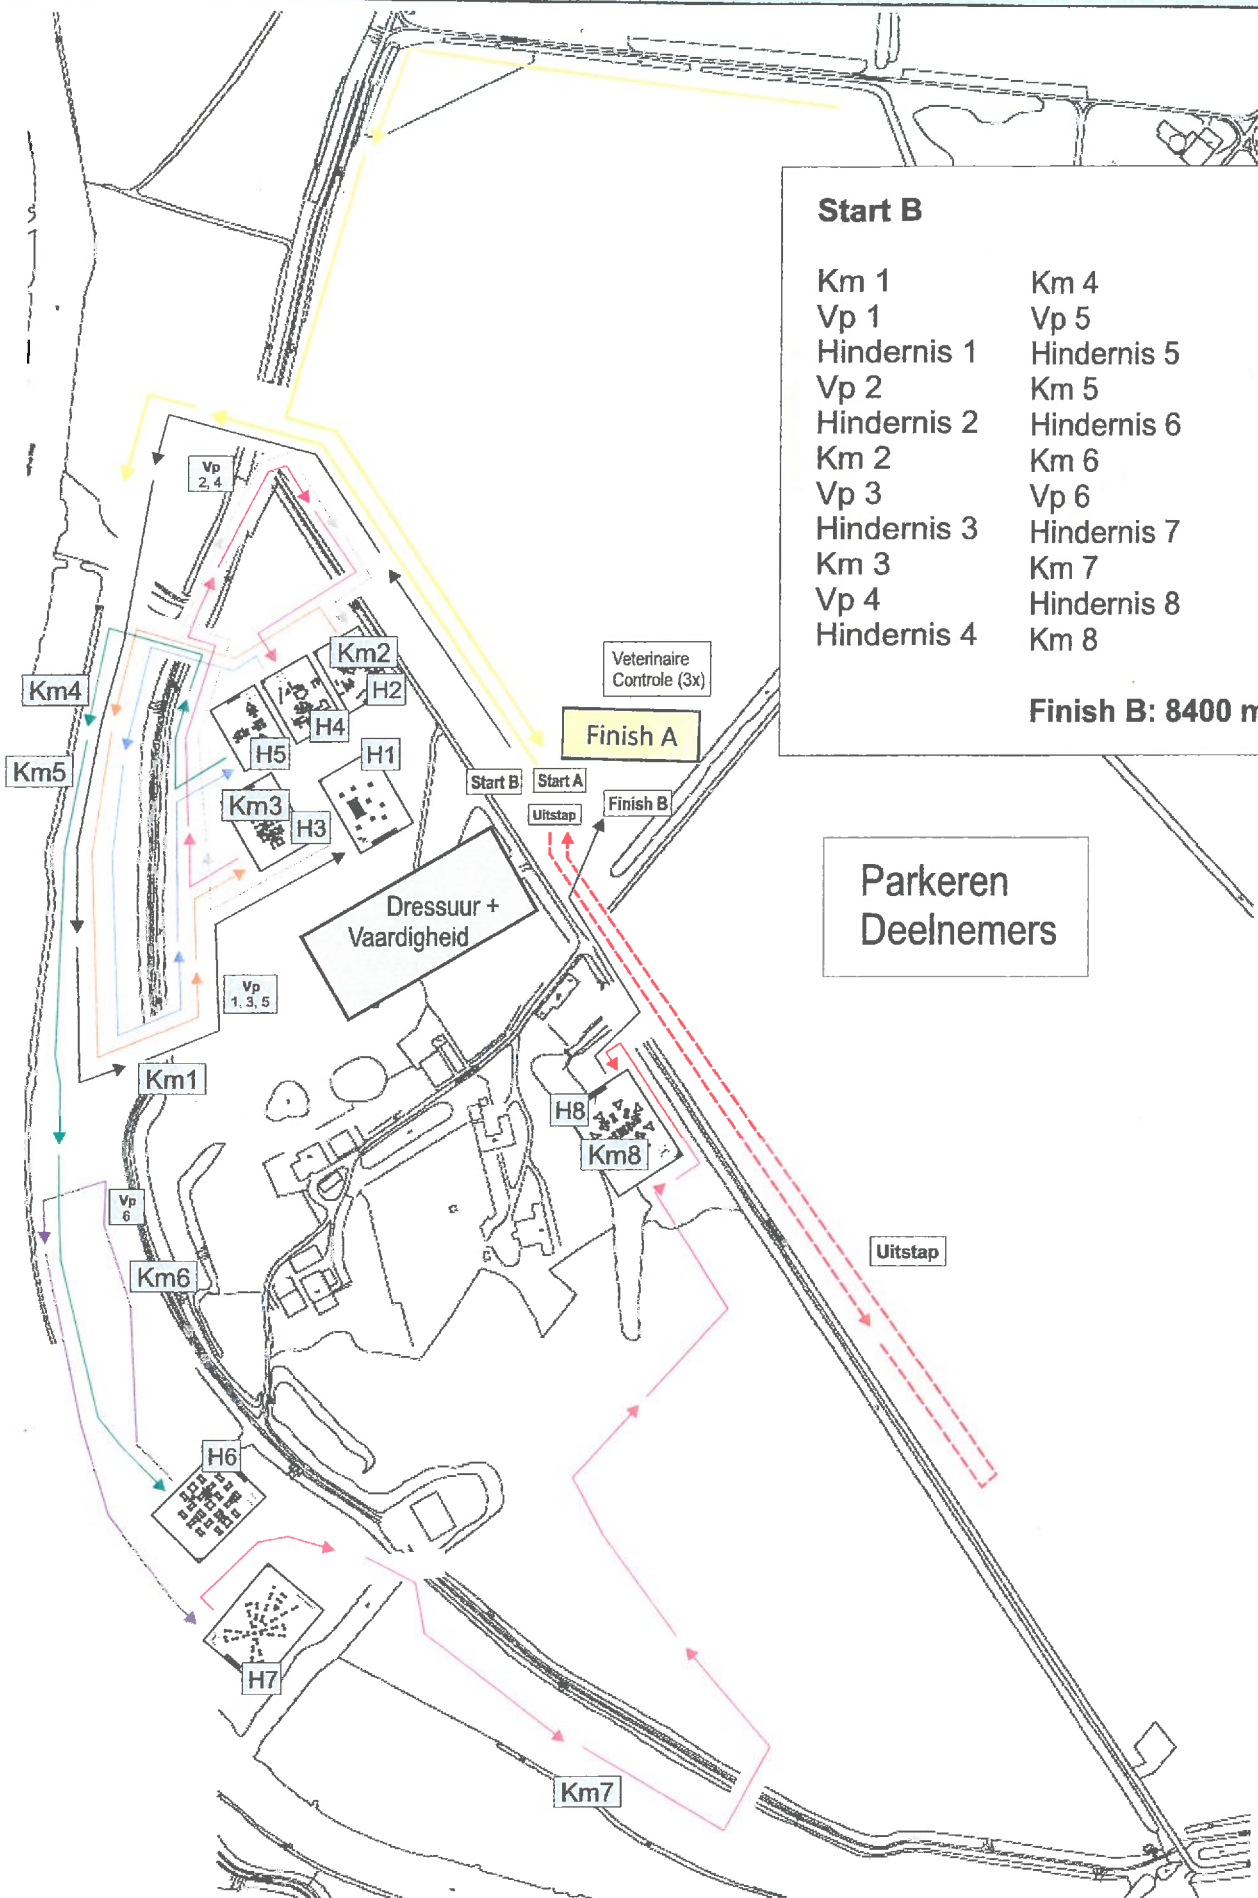 Start B
Km 1
Vp 1
Hindernis 1
Vp 2
Hindernis 2
Km 2
Vp 3
Hindernis 3
Km 3
Vp 4
Hindernis 4
Km 4
Vp 5
Hindernis 5
Km 5
Hindernis 6
Km 6
Vp 6
Hindernis 7
Km 7
Hindernis 8
Km 8
Finish B: 8400 m
Vp
2, 4
Km2
H2
Km4
H4
Veterinaire
Controle (3x)
Finish A
H5
H1
Km5
Start B
Start A
Km3
H3
Uitstap
Finish B
Parkeren
Deelnemers
Dressuur +
Vaardigheid
Vp
1, 3, 5
Km1
H8
Km8
Vp
6
Uitstap
Km6
H6
H7
Km7